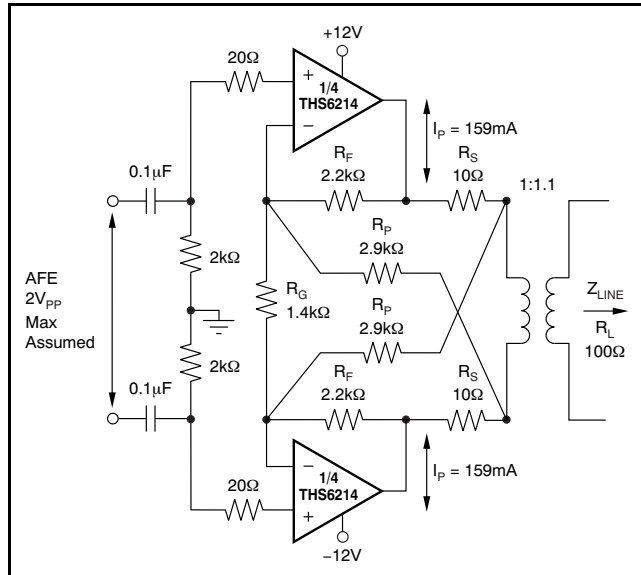 +12V
20Ω
+
1/4
THS6214
−
I_P = 159mA
R_F
2.2kΩ
R_S
10Ω
0.1μF
1:1.1
2kΩ
R_P
2.9kΩ
AFE
2V_PP
Max
Assumed
R_G
1.4kΩ
R_P
2.9kΩ
Z_LINE
R_L
100Ω
2kΩ
R_F
2.2kΩ
R_S
10Ω
0.1μF
−
1/4
THS6214
+
I_P = 159mA
20Ω
−12V